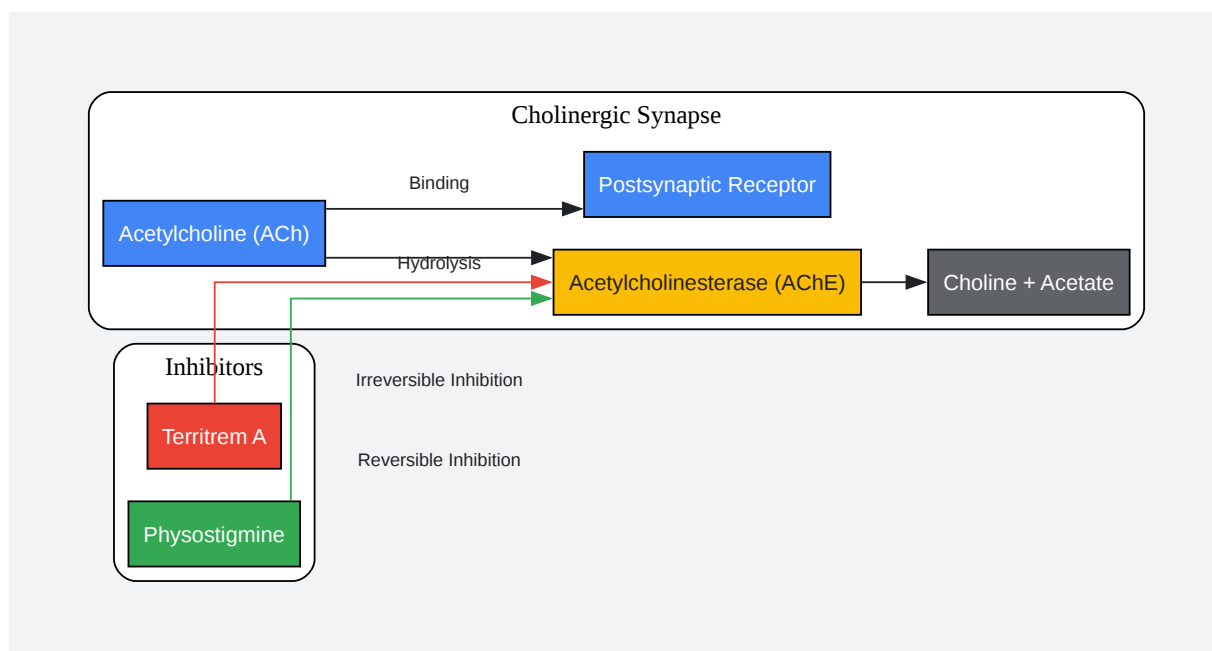 Cholinergic Synapse
Binding
Postsynaptic Receptor
Acetylcholine (ACh)
Hydrolysis
Acetylcholinesterase (AChE)
Choline + Acetate
Inhibitors
Irreversible Inhibition
Territrem A
Reversible Inhibition
Physostigmine